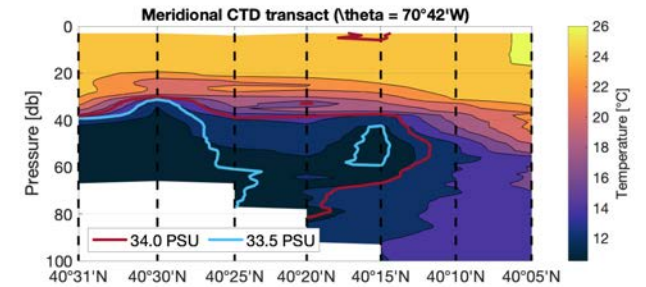 Meridional CTD transact (\theta = 70°42'W)
0
20
40
60
80
100
Pressure [db]
34.0 PSU
33.5 PSU
40°31'N 40°30'N 40°25'N 40°20'N 40°15'N 40°10'N 40°05'N
26
24
22
20
18
16
14
12
Temperature [°C]